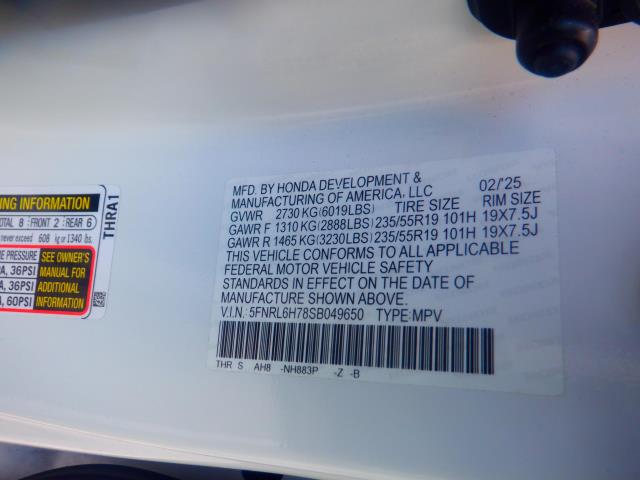 NG INFORMATION
TOTAL 8 FRONT 2 REAR 6
never exceed 608 kg or 1340 lbs.
E PRESSURE SEE OWNER'S
A, 36PSI MANUAL FOR
A, 36PSI ADDITIONAL
A, 60PSI INFORMATION
THRA1
MFD. BY HONDA DEVELOPMENT &
MANUFACTURING OF AMERICA, LLC 02/'25
GVWR 2730 KG(6019LBS) TIRE SIZE RIM SIZE
GAWR F 1310 KG(2888LBS) 235/55R19 101H 19X7.5J
GAWR R 1465 KG(3230LBS) 235/55R19 101H 19X7.5J
THIS VEHICLE CONFORMS TO ALL APPLICABLE
FEDERAL MOTOR VEHICLE SAFETY
STANDARDS IN EFFECT ON THE DATE OF
MANUFACTURE SHOWN ABOVE.
V.I.N.: 5FNRL6H78SB049650 TYPE: MPV
THR S AH8 -NH883P -Z -B